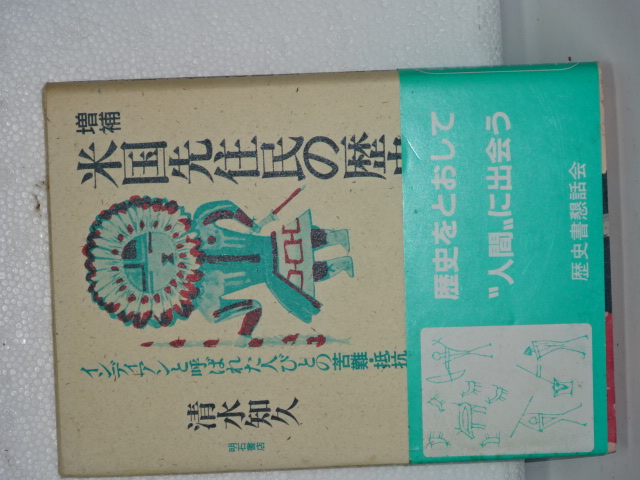 増補
米国先住民の歴史
インディアンと呼ばれた人びとの苦難・抵抗
清水知久
明石書店
歴史をとおして
〝人間〟に出会う
歴史書懇話会